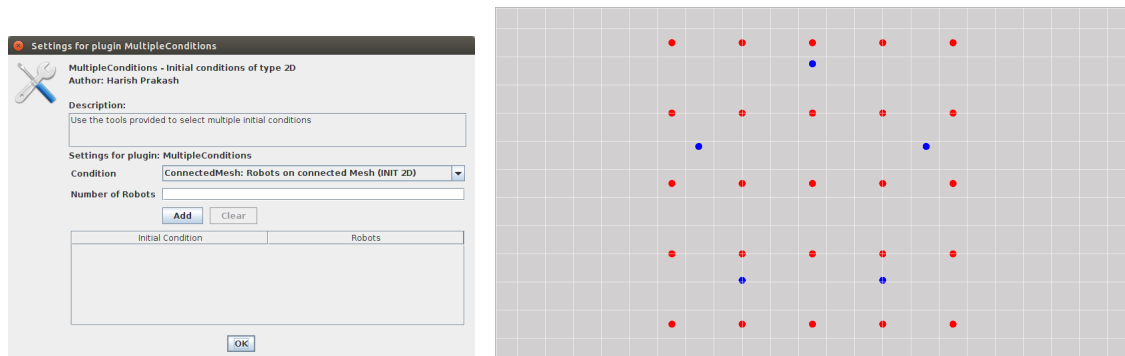 Settings for plugin MultipleConditions
MultipleConditions - Initial conditions of type 2D
Author: Harish Prakash
Description:
Use the tools provided to select multiple initial conditions
Settings for plugin: MultipleConditions
Condition ConnectedMesh: Robots on connected Mesh (INIT 2D)
Number of Robots
Add Clear
Initial Condition Robots
OK